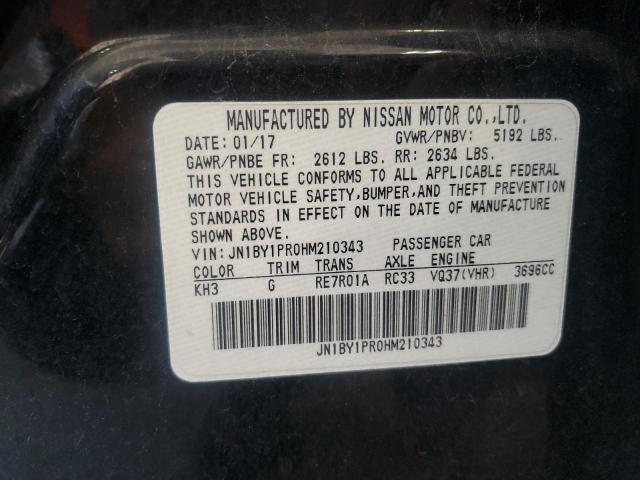 MANUFACTURED BY NISSAN MOTOR CO.,LTD.
DATE: 01/17 GVWR/PNBV: 5192 LBS.
GAWR/PNBE FR: 2612 LBS. RR: 2634 LBS.
THIS VEHICLE CONFORMS TO ALL APPLICABLE FEDERAL
MOTOR VEHICLE SAFETY,BUMPER,AND THEFT PREVENTION
STANDARDS IN EFFECT ON THE DATE OF MANUFACTURE
SHOWN ABOVE.
VIN: JN1BY1PR0HM210343 PASSENGER CAR
COLOR TRIM TRANS AXLE ENGINE
KH3 G RE7R01A RC33 VQ37(VHR) 3696CC
JN1BY1PR0HM210343